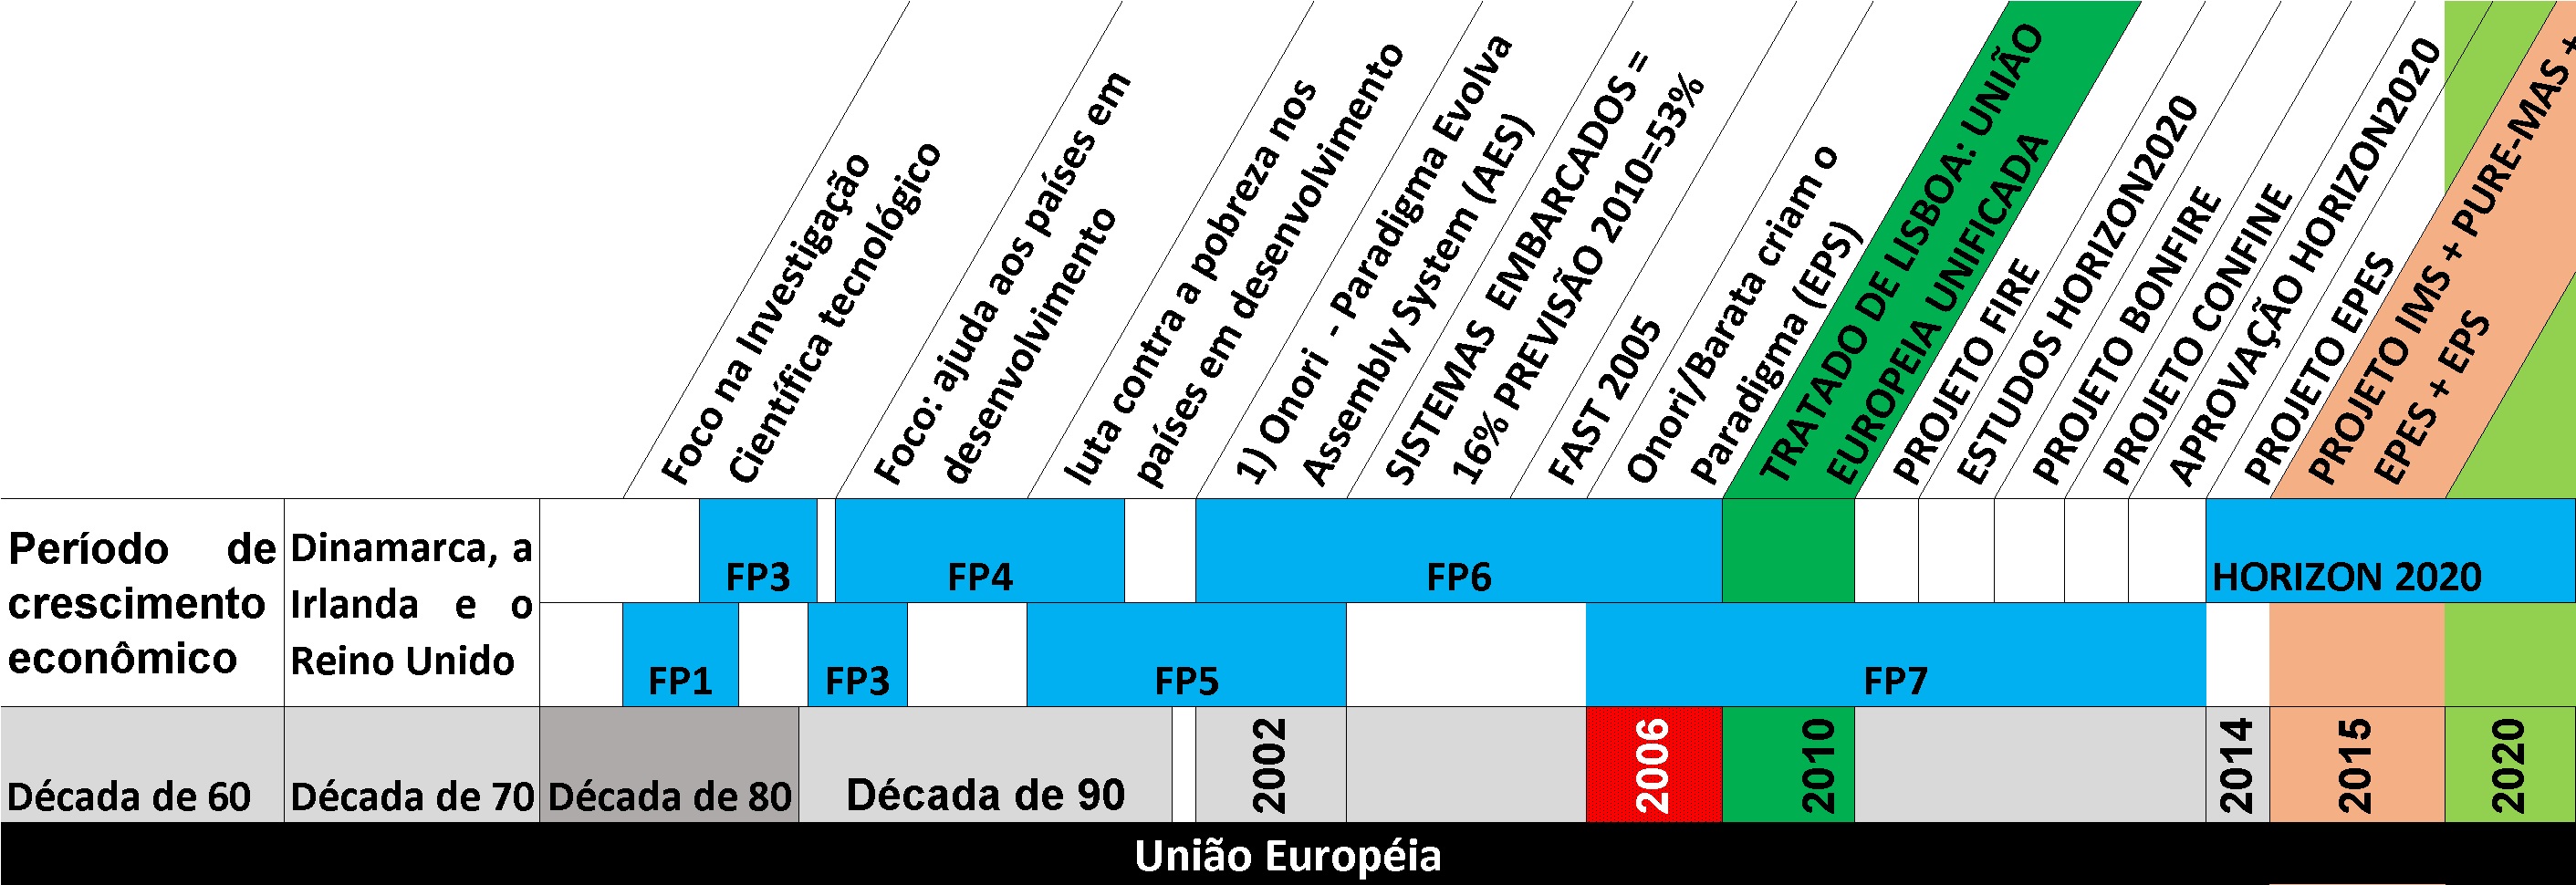 Foco na Investigação
Científica tecnológico
Foco: ajuda aos países em
desenvolvimento
luta contra a pobreza nos
países em desenvolvimento
1) Onori - Paradigma Evolva
Assembly System (AES)
SISTEMAS EMBARCADOS =
16% PREVISÃO 2010=53%
FAST 2005
Onori/Barata criam o
Paradigma (EPS)
TRATADO DE LISBOA: UNIÃO
EUROPEIA UNIFICADA
PROJETO FIRE
ESTUDOS HORIZON2020
PROJETO BONFIRE
PROJETO CONFINE
APROVAÇÃO HORIZON2020
PROJETO EPES
PROJETO IMS + PURE-MAS +
EPES + EPS
Período de
crescimento
econômico
Dinamarca, a
Irlanda e o
Reino Unido
FP3
FP4
FP6
HORIZON 2020
FP1
FP3
FP5
FP7
Década de 60
Década de 70
Década de 80
Década de 90
2002
2006
2010
2014
2015
2020
União Européia